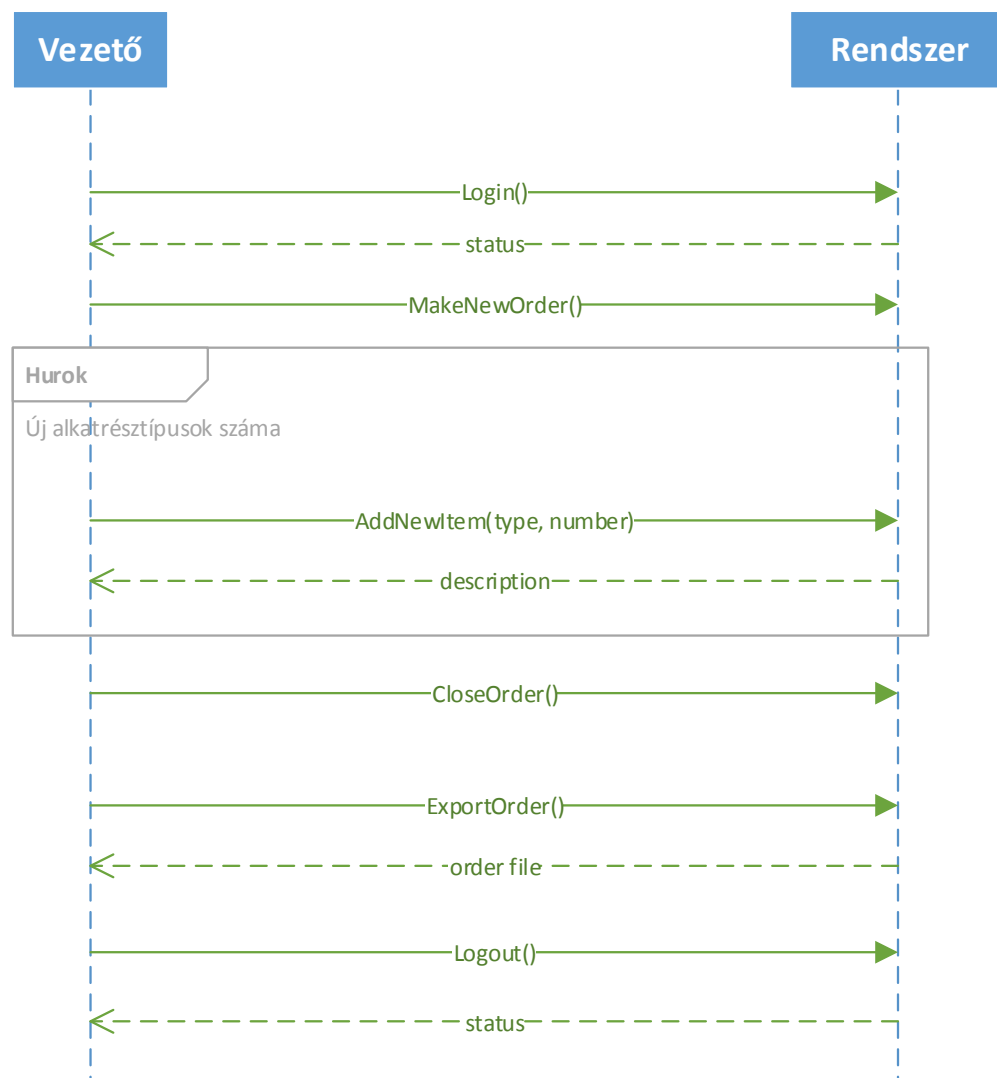 Vezető
Rendszer
Login()
status
MakeNewOrder()
Hurok
Új alkatrésztípusok száma
AddNewItem(type, number)
description
CloseOrder()
ExportOrder()
order file
Logout()
status